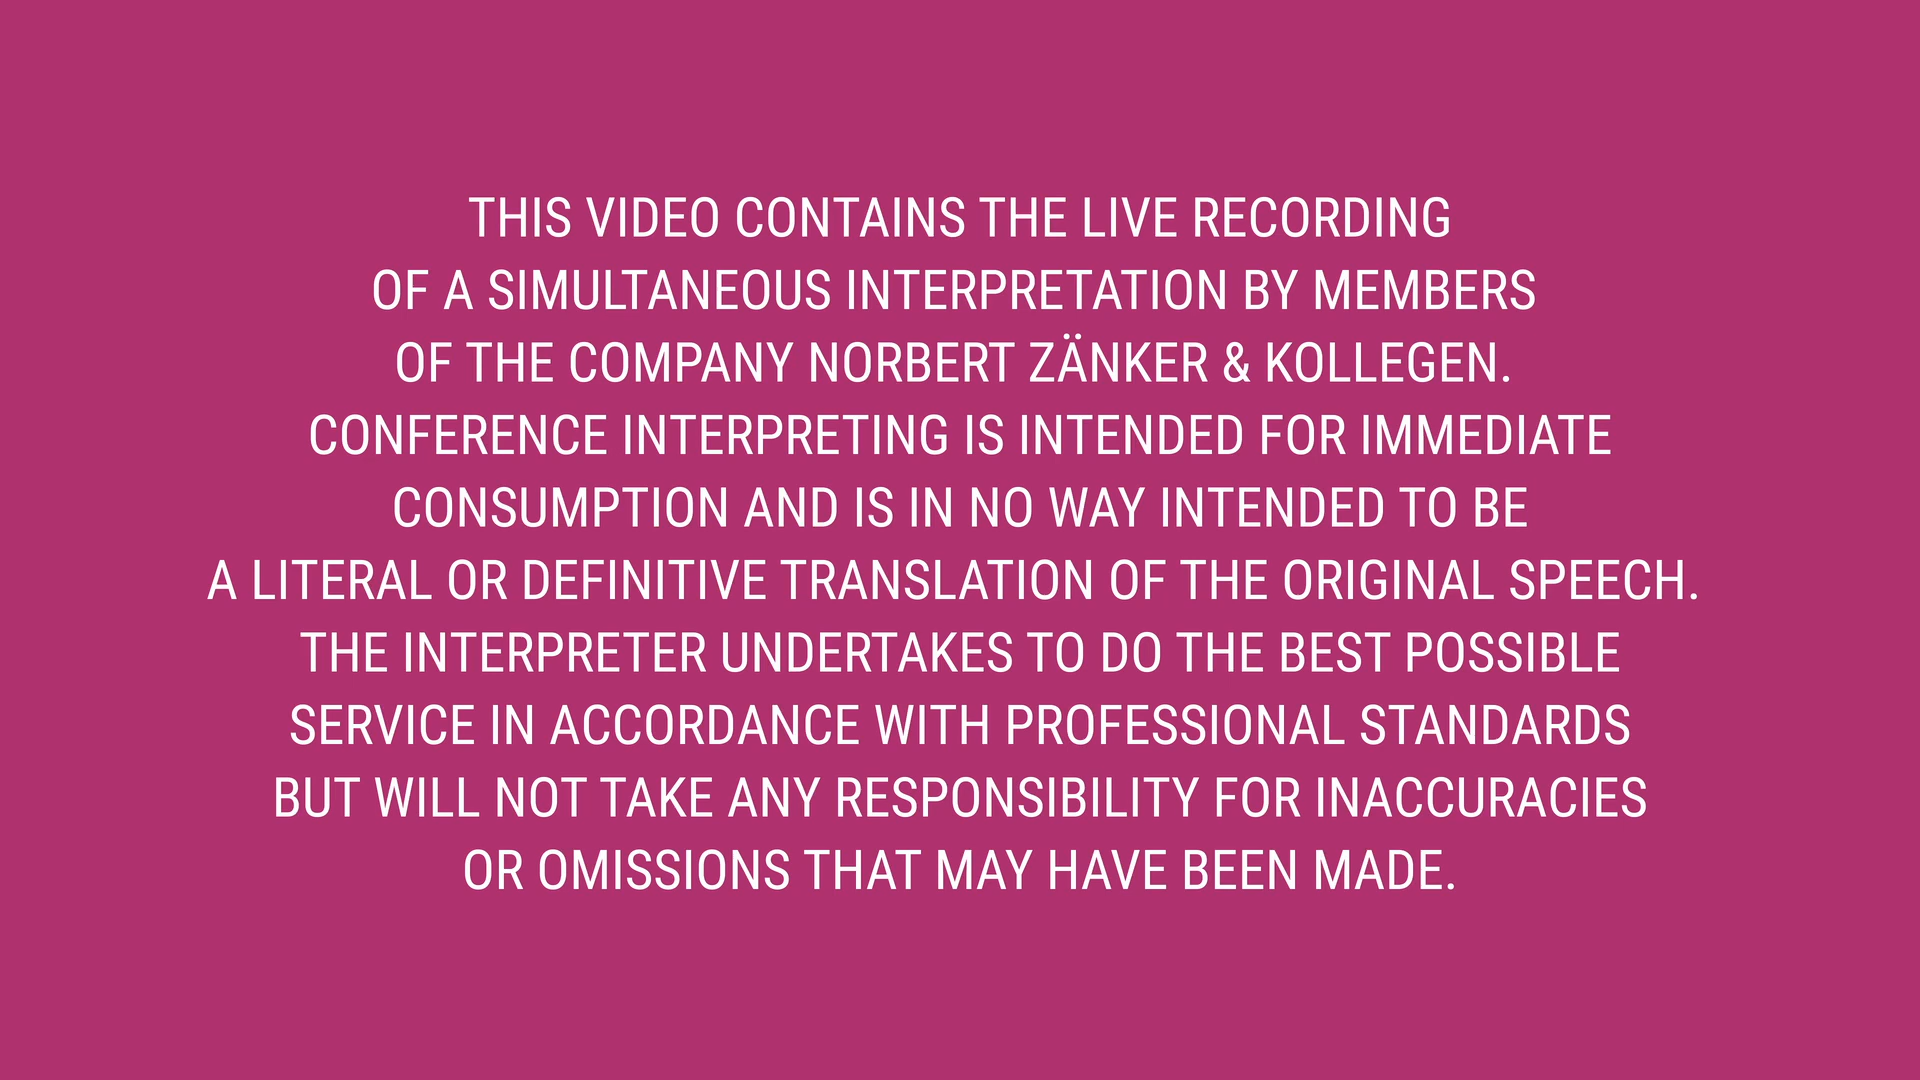 THIS VIDEO CONTAINS THE LIVE RECORDING
OF A SIMULTANEOUS INTERPRETATION BY MEMBERS
OF THE COMPANY NORBERT ZÄNKER & KOLLEGEN.
CONFERENCE INTERPRETING IS INTENDED FOR IMMEDIATE
CONSUMPTION AND IS IN NO WAY INTENDED TO BE
A LITERAL OR DEFINITIVE TRANSLATION OF THE ORIGINAL SPEECH.
THE INTERPRETER UNDERTAKES TO DO THE BEST POSSIBLE
SERVICE IN ACCORDANCE WITH PROFESSIONAL STANDARDS
BUT WILL NOT TAKE ANY RESPONSIBILITY FOR INACCURACIES
OR OMISSIONS THAT MAY HAVE BEEN MADE.